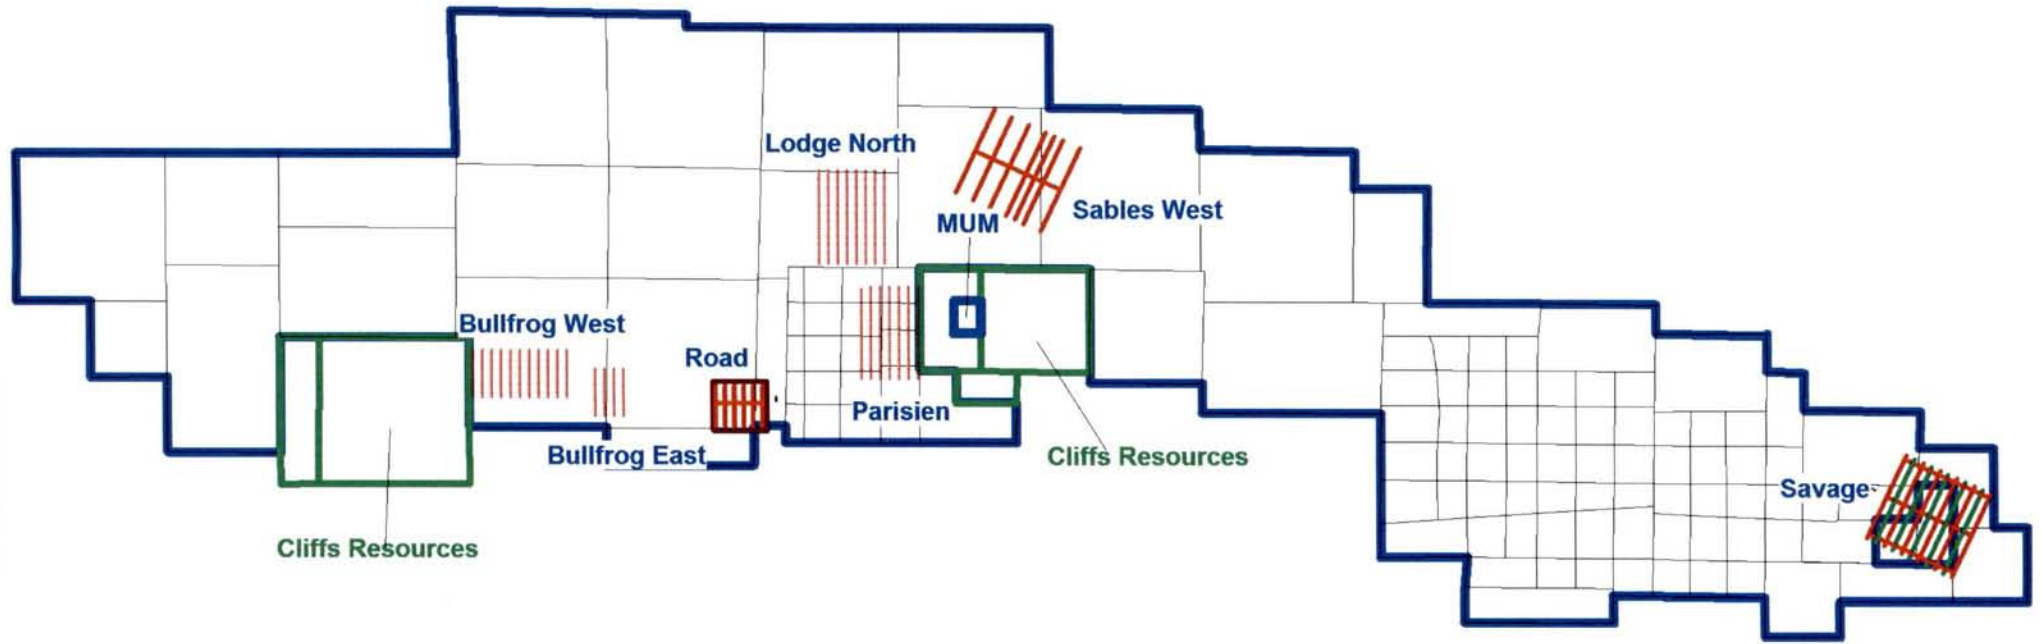 Lodge North
Sables West
MUM
Bullfrog West
Road
Parisien
Bullfrog East
Cliffs Resources
Savage
Cliffs Resources